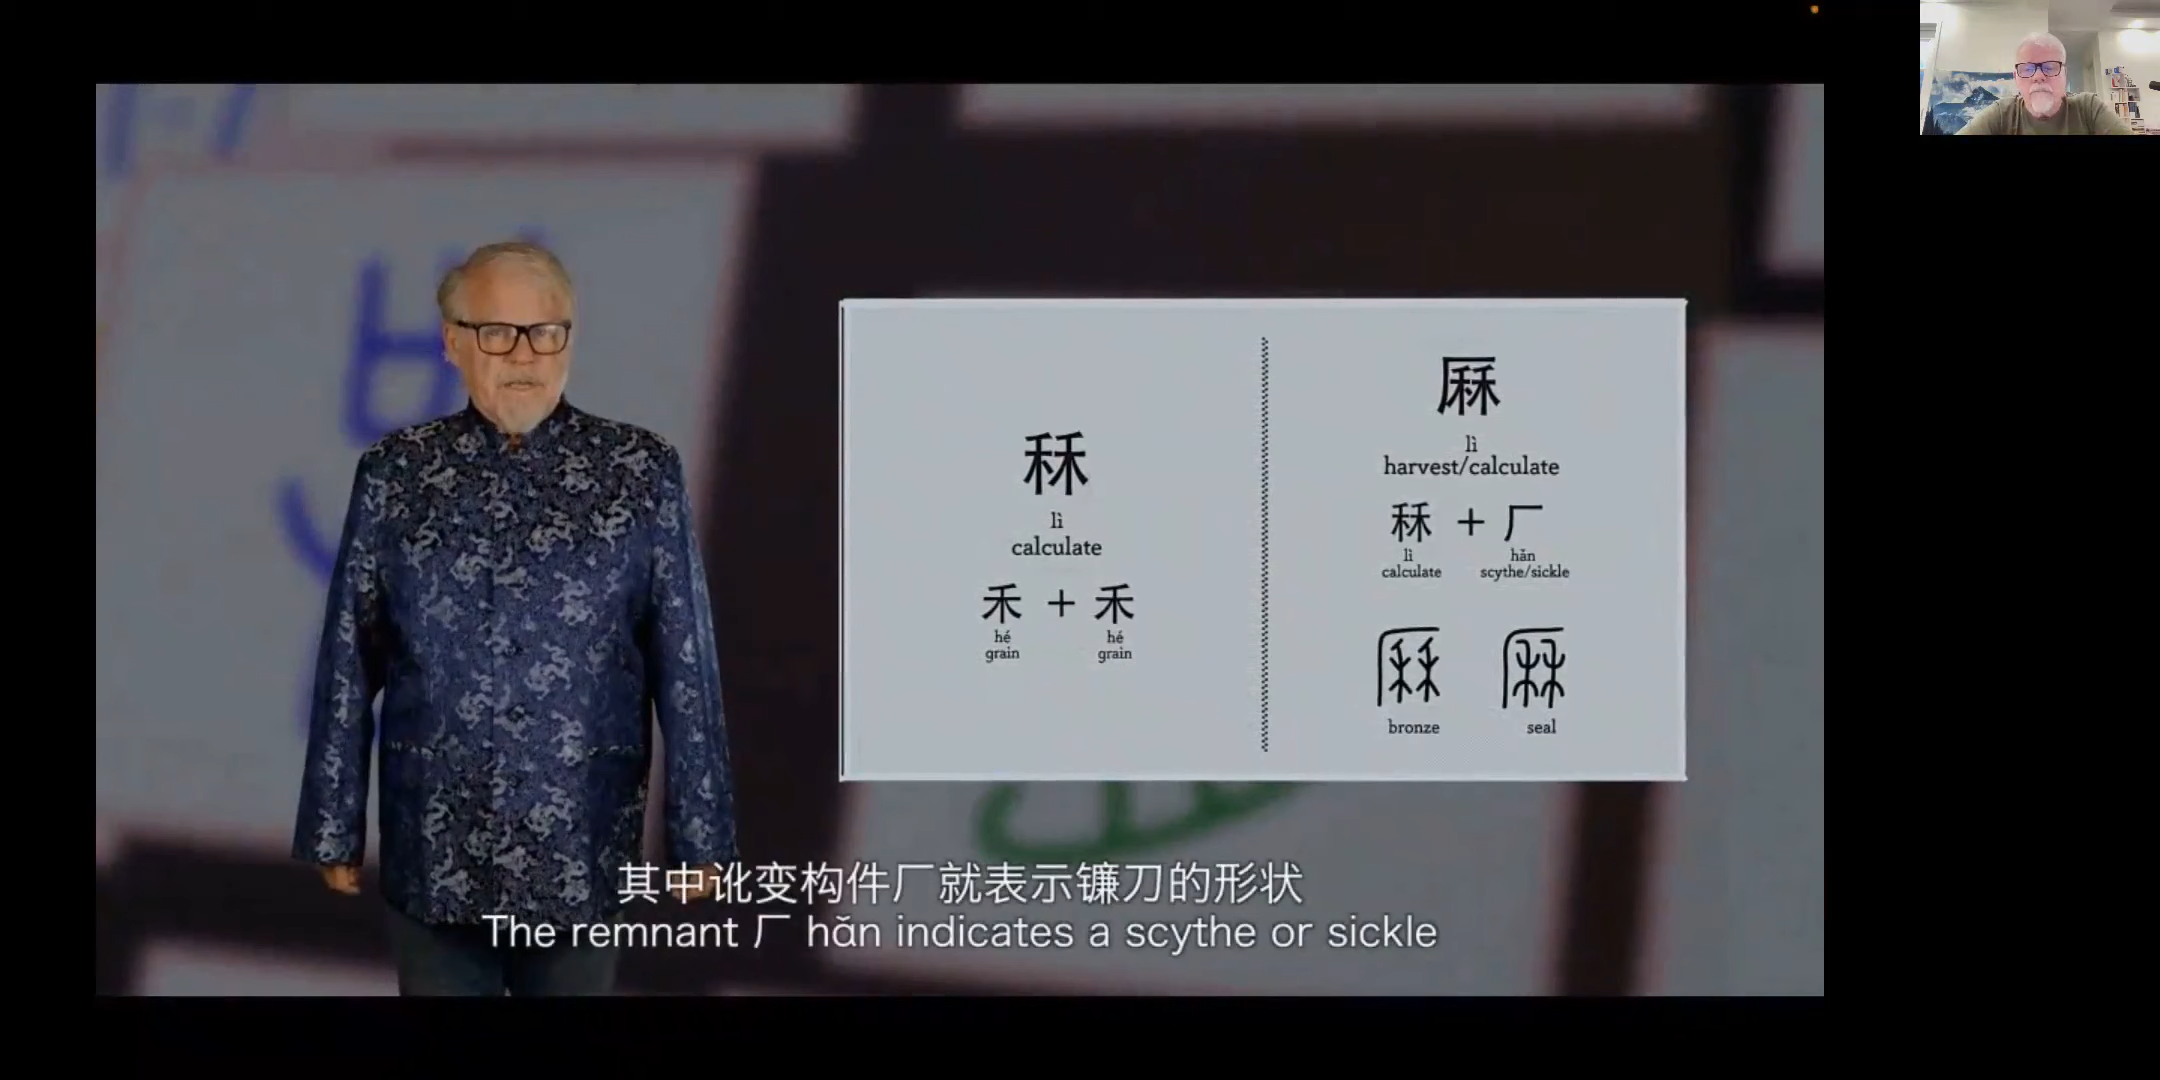 秝
lì
calculate
禾 + 禾
hé hé
grain grain
厤
lì
harvest/calculate
秝 + 厂
lì hǎn
calculate scythe/sickle
bronze seal
其中讹变构件厂就表示镰刀的形状
The remnant 厂 hǎn indicates a scythe or sickle